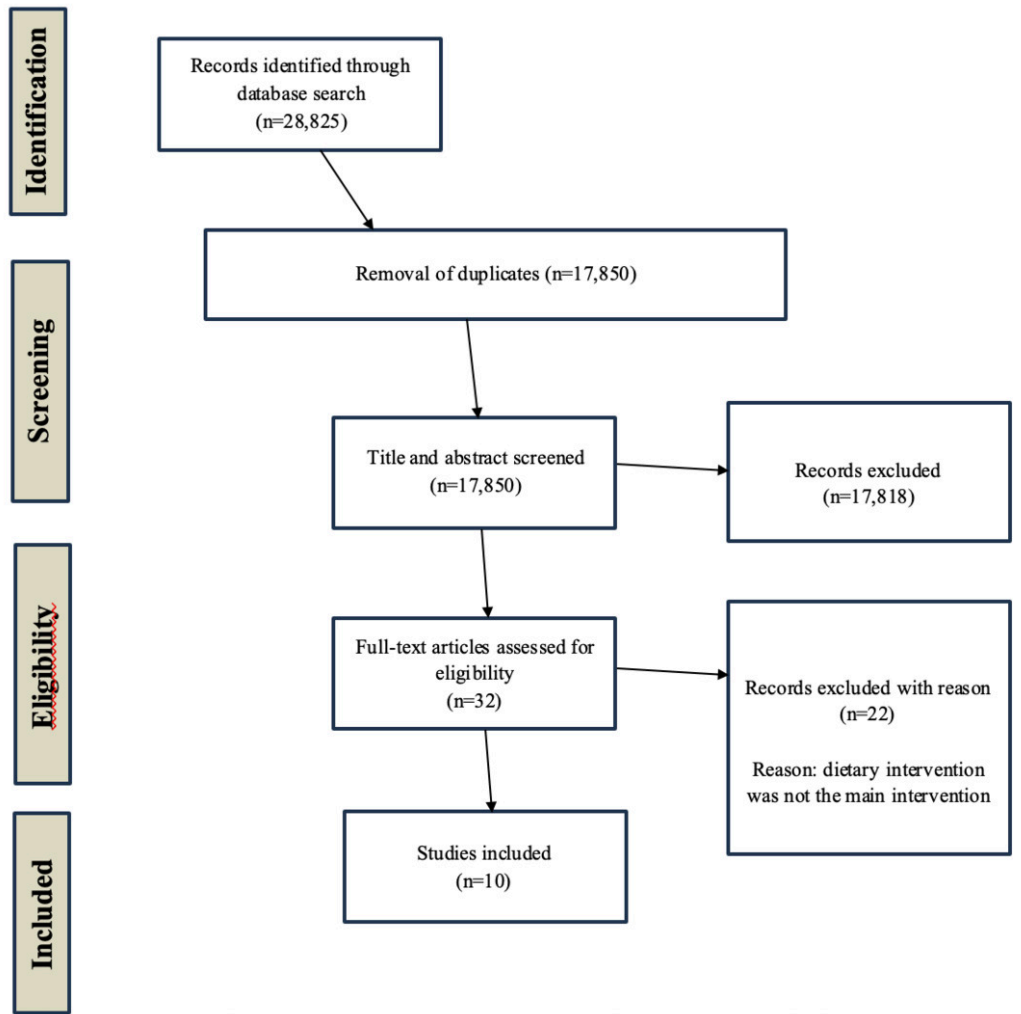 Identification
Records identified through
database search
(n=28,825)
Removal of duplicates (n=17,850)
Screening
Title and abstract screened
(n=17,850)
Records excluded
(n=17,818)
Eligibility
Full-text articles assessed for
eligibility
(n=32)
Records excluded with reason
(n=22)
Reason: dietary intervention
was not the main intervention
Included
Studies included
(n=10)